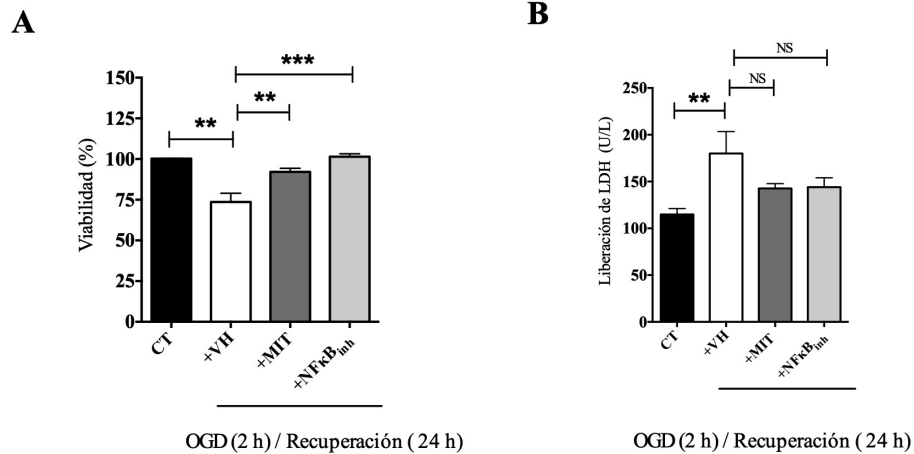 A
***
**
**
150
125
100
75
50
25
0
Viabilidad (%)
CT
+VH
+MIT
+NFκBinh
OGD (2 h) / Recuperación ( 24 h)
B
NS
NS
**
250
200
150
100
50
0
Liberación de LDH (U/L)
CT
+VH
+MIT
+NFκBinh
OGD (2 h) / Recuperación ( 24 h)